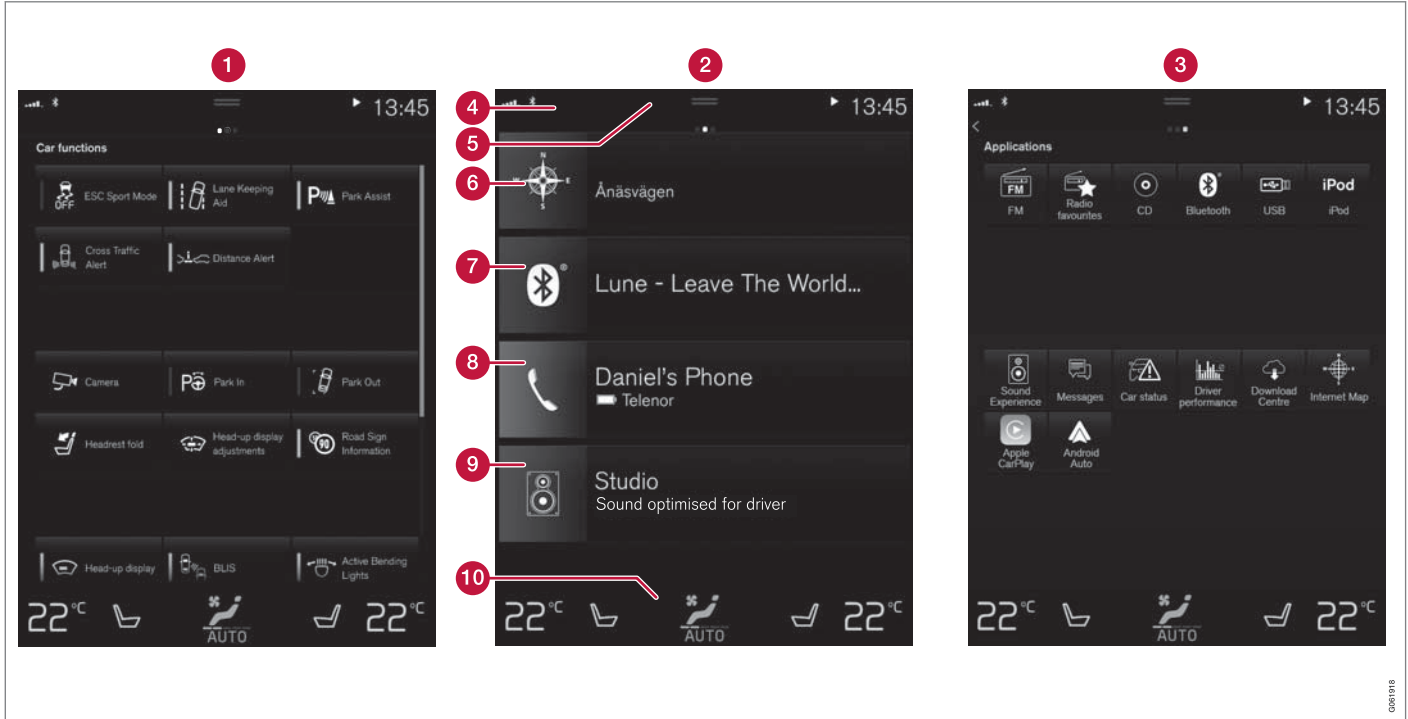 1
2
3
13:45
Car functions
OFF
ESC Sport Mode
Lane Keeping
Aid
P
Park Assist
Cross Traffic
Alert
Distance Alert
Camera
P
Park In
Park Out
Headrest fold
Head-up display
adjustments
90
Road Sign
Information
Head-up display
BLIS
Active Bending
Lights
22°C
AUTO
22°C
4
5
6
7
8
9
10
13:45
N
W
E
S
Ånäsvägen
®
Lune - Leave The World...
Daniel's Phone
Telenor
Studio
Sound optimised for driver
22°C
AUTO
22°C
13:45
<
Applications
FM
FM
Radio
favourites
CD
Bluetooth
USB
iPod
iPod
Sound
Experience
Messages
Car status
Driver
performance
Download
Centre
Internet Map
Apple
CarPlay
Android
Auto
22°C
AUTO
22°C
G061918